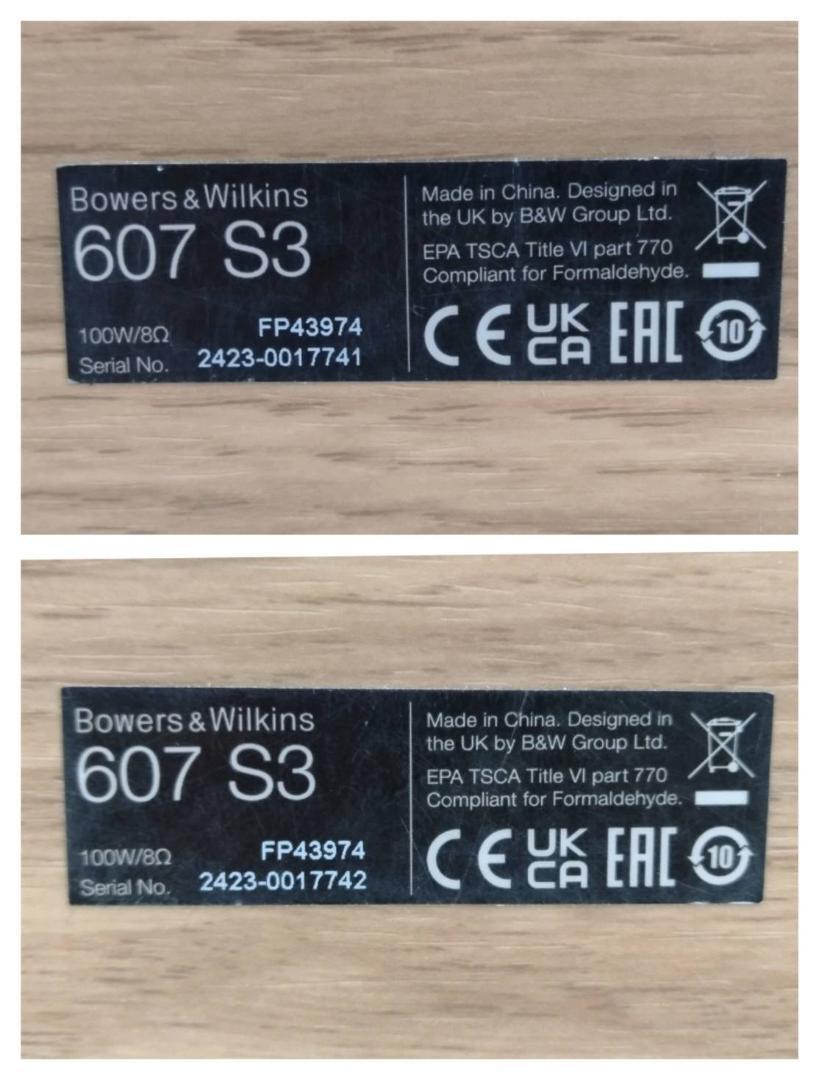 Bowers & Wilkins
607 S3
100W/8Ω FP43974
Serial No. 2423-0017741
Made in China. Designed in
the UK by B&W Group Ltd.
EPA TSCA Title VI part 770
Compliant for Formaldehyde.
CE UK
CA EAC 10
Bowers & Wilkins
607 S3
100W/8Ω FP43974
Serial No. 2423-0017742
Made in China. Designed in
the UK by B&W Group Ltd.
EPA TSCA Title VI part 770
Compliant for Formaldehyde.
CE UK
CA EAC 10